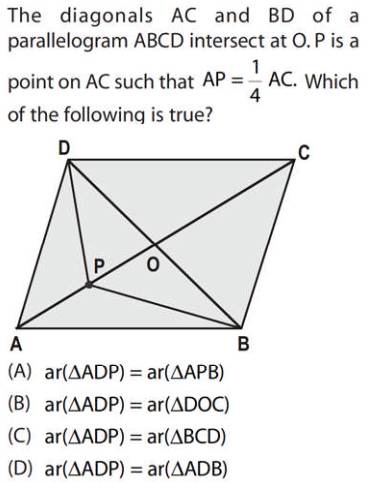 The diagonals AC and BD of a
parallelogram ABCD intersect at O. P is a
point on AC such that AP = 1/4 AC. Which
of the following is true?
D
C
P
O
A
B
(A) ar(ΔADP) = ar(ΔAPB)
(B) ar(ΔADP) = ar(ΔDOC)
(C) ar(ΔADP) = ar(ΔBCD)
(D) ar(ΔADP) = ar(ΔADB)